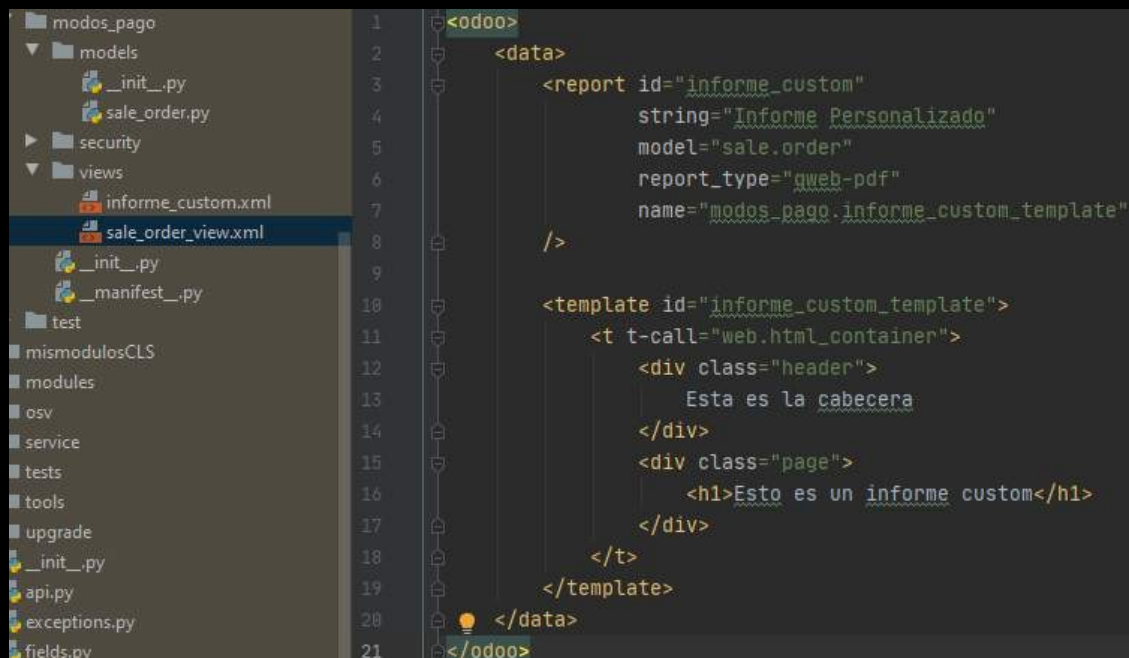 modos_pago
models
__init__.py
sale_order.py
security
views
informe_custom.xml
sale_order_view.xml
__init__.py
__manifest__.py
test
mismodulosCLS
modules
osv
service
tests
tools
upgrade
__init__.py
api.py
exceptions.py
fields.py
1 <odoo>
2 <data>
3 <report id="informe_custom"
4 string="Informe Personalizado"
5 model="sale.order"
6 report_type="qweb-pdf"
7 name="modos_pago.informe_custom_template"
8 />
9
10 <template id="informe_custom_template">
11 <t t-call="web.html_container">
12 <div class="header">
13 Esta es la cabecera
14 </div>
15 <div class="page">
16 <h1>Esto es un informe custom</h1>
17 </div>
18 </t>
19 </template>
20 </data>
21 </odoo>